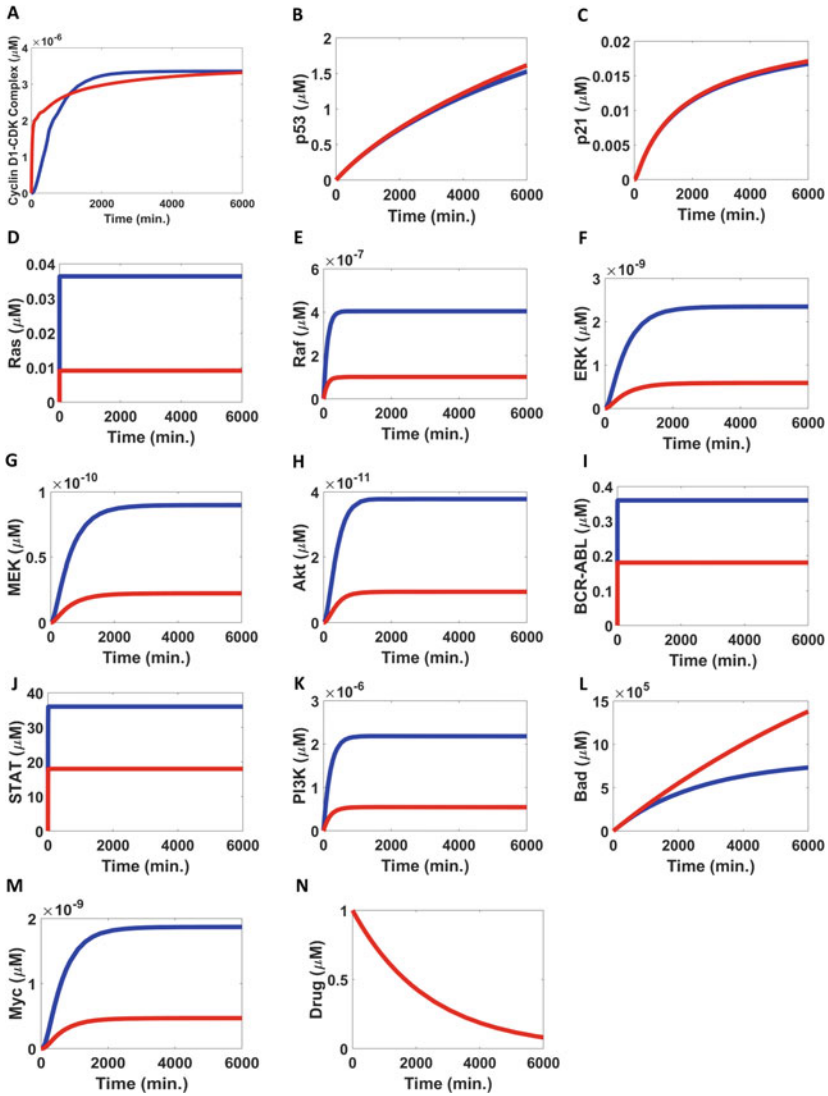 A
×10⁻⁶
Cyclin D1-CDK Complex (μM)
4
3
2
1
0
0 2000 4000 6000
Time (min.)
B
p53 (μM)
2
1.5
1
0.5
0
0 2000 4000 6000
Time (min.)
C
p21 (μM)
0.02
0.015
0.01
0.005
0
0 2000 4000 6000
Time (min.)
D
Ras (μM)
0.04
0.03
0.02
0.01
0
0 2000 4000 6000
Time (min.)
E
×10⁻⁷
Raf (μM)
6
4
2
0
0 2000 4000 6000
Time (min.)
F
×10⁻⁹
ERK (μM)
3
2
1
0
0 2000 4000 6000
Time (min.)
G
×10⁻¹⁰
MEK (μM)
1
0.5
0
0 2000 4000 6000
Time (min.)
H
×10⁻¹¹
Akt (μM)
4
2
0
0 2000 4000 6000
Time (min.)
I
BCR-ABL (μM)
0.4
0.3
0.2
0.1
0
0 2000 4000 6000
Time (min.)
J
STAT (μM)
40
30
20
10
0
0 2000 4000 6000
Time (min.)
K
×10⁻⁶
PI3K (μM)
3
2
1
0
0 2000 4000 6000
Time (min.)
L
×10⁵
Bad (μM)
15
10
5
0
0 2000 4000 6000
Time (min.)
M
×10⁻⁹
Myc (μM)
2
1
0
0 2000 4000 6000
Time (min.)
N
Drug (μM)
1
0.5
0
0 2000 4000 6000
Time (min.)